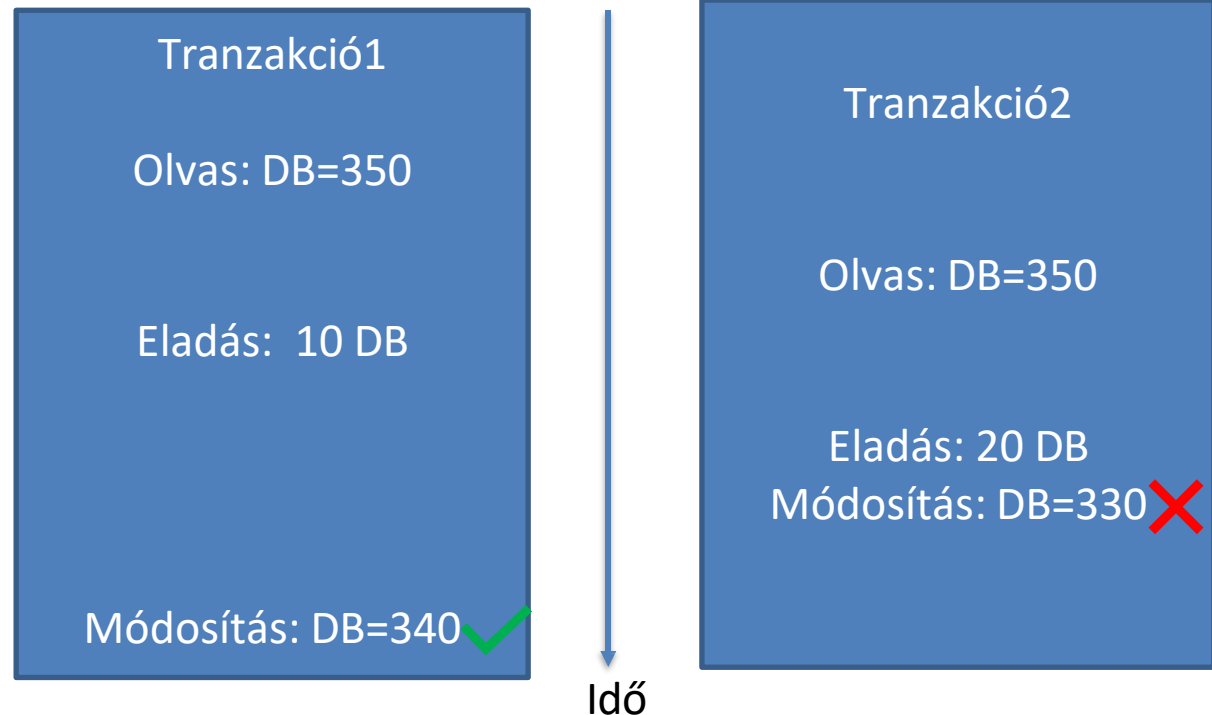 Tranzakció1
Olvas: DB=350
Eladás: 10 DB
Módosítás: DB=340
Idő
Tranzakció2
Olvas: DB=350
Eladás: 20 DB
Módosítás: DB=330